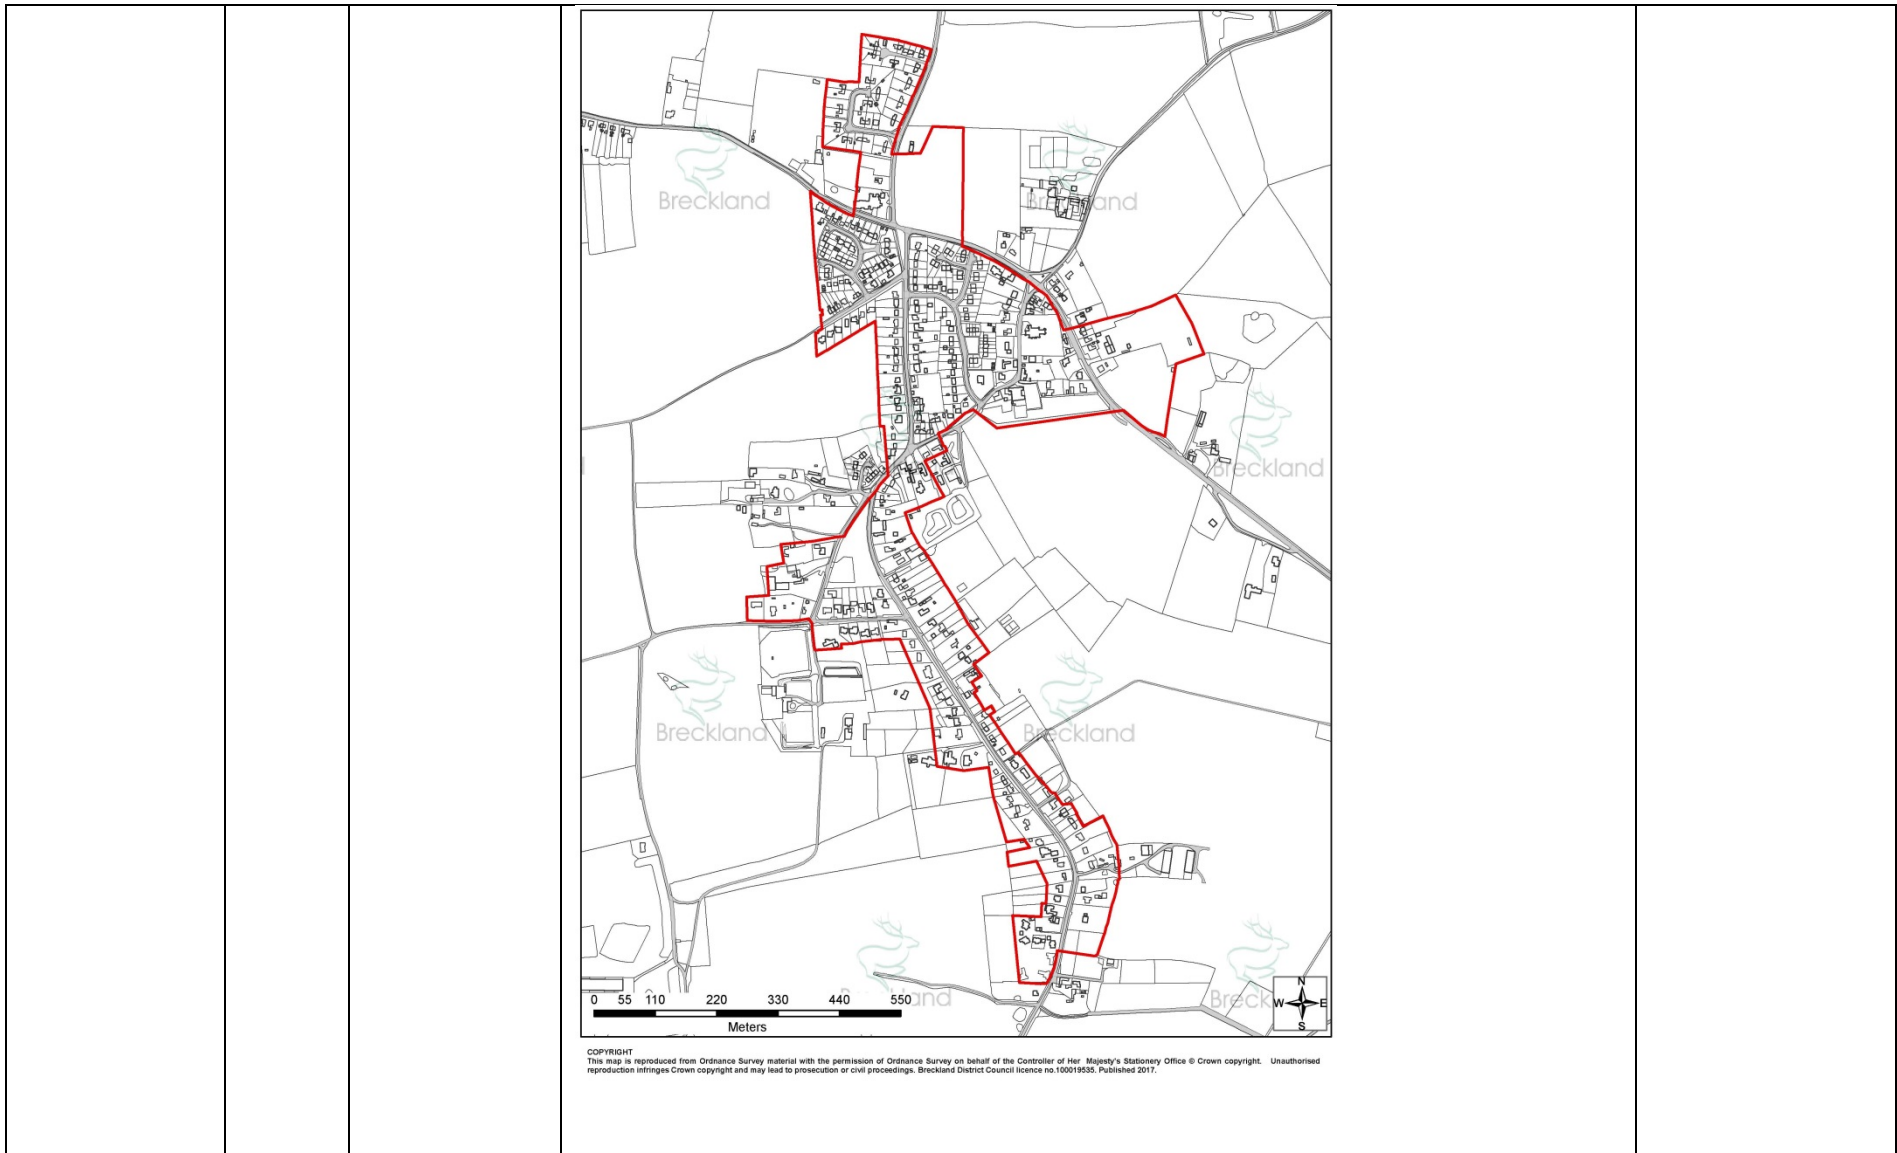 Breckland
Breckland
Breckland
Breckland
Breckland
and
Breck
N
W E
S
0 55 110 220 330 440 550
Meters
COPYRIGHT
This map is reproduced from Ordnance Survey material with the permission of Ordnance Survey on behalf of the Controller of Her Majesty's Stationery Office © Crown copyright. Unauthorised
reproduction infringes Crown copyright and may lead to prosecution or civil proceedings. Breckland District Council licence no.100019535. Published 2017.